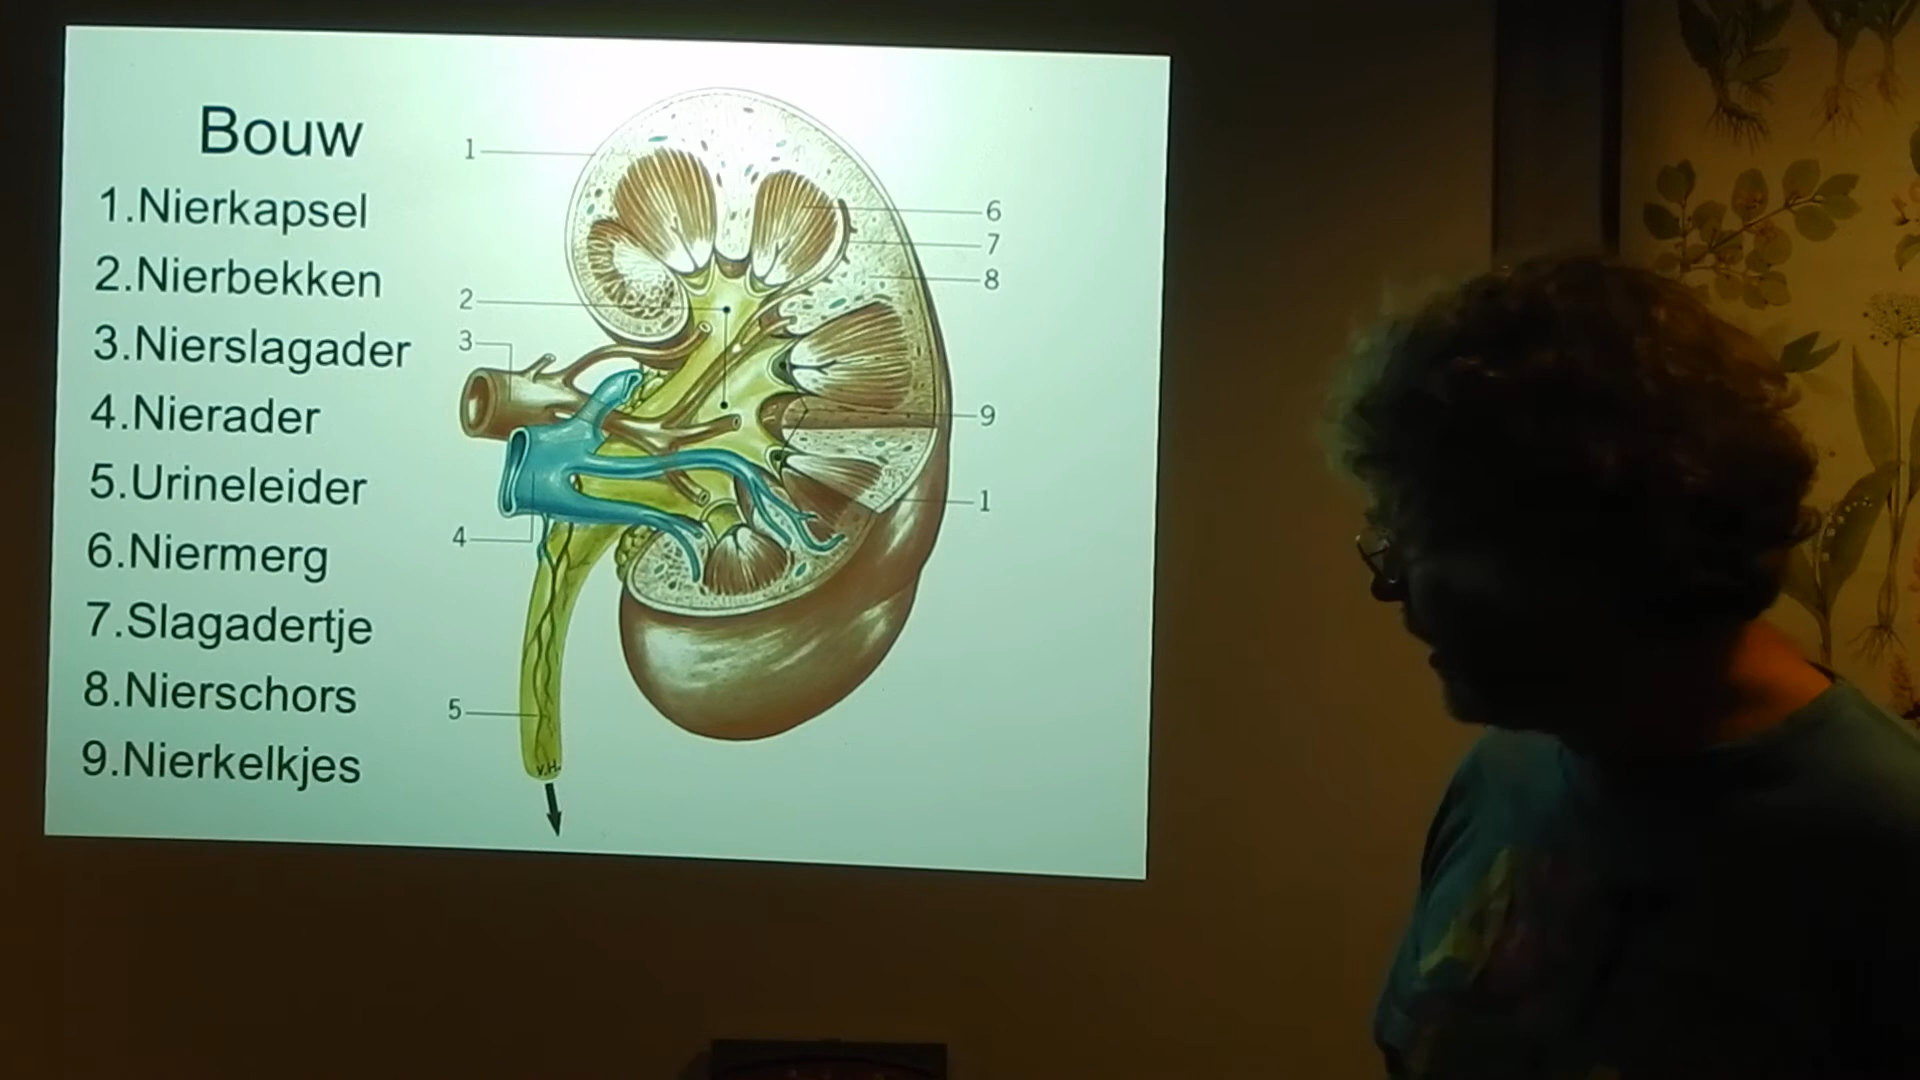 Bouw
1.Nierkapsel
2.Nierbekken
3.Nierslagader
4.Nierader
5.Urineleider
6.Niermerg
7.Slagadertje
8.Nierschors
9.Nierkelkjes
1
2
3
4
5
6
7
8
9
1
V.H.